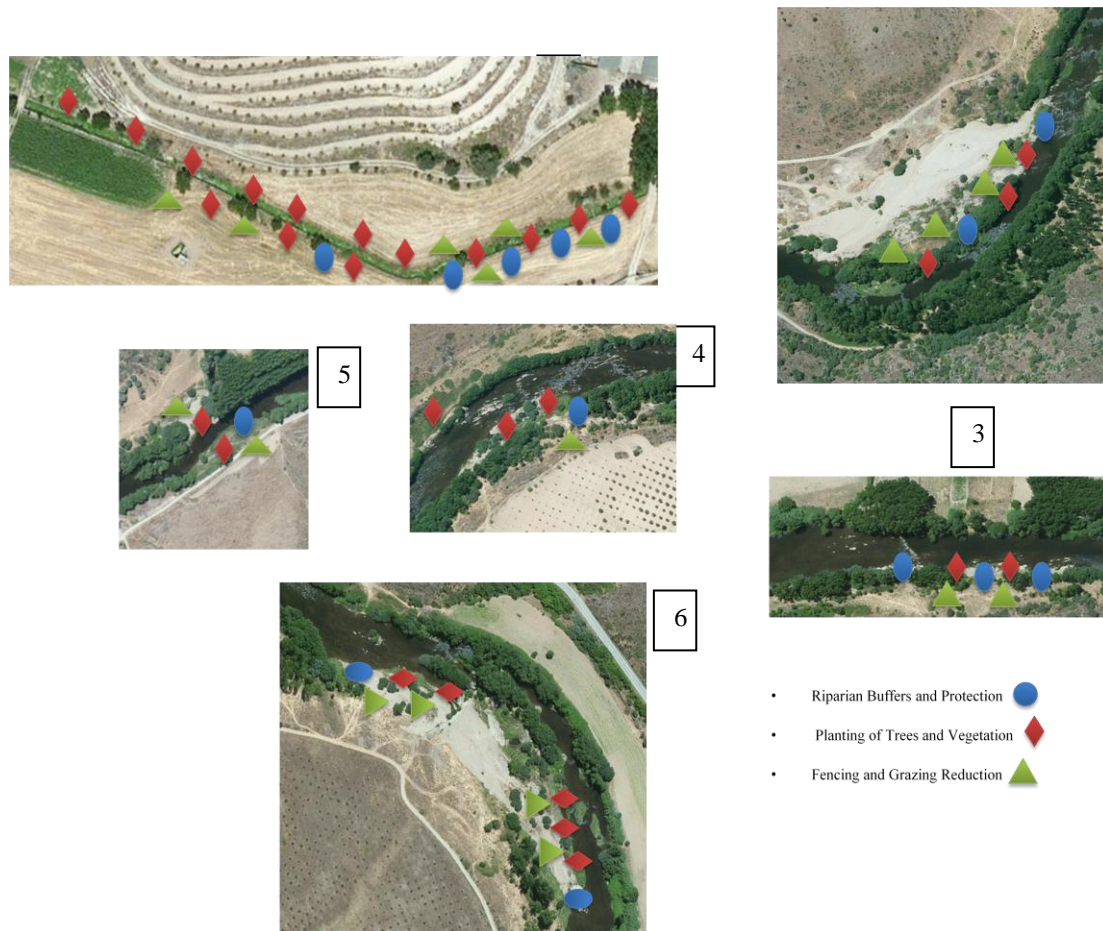 5
4
3
6
• Riparian Buffers and Protection
• Planting of Trees and Vegetation
• Fencing and Grazing Reduction